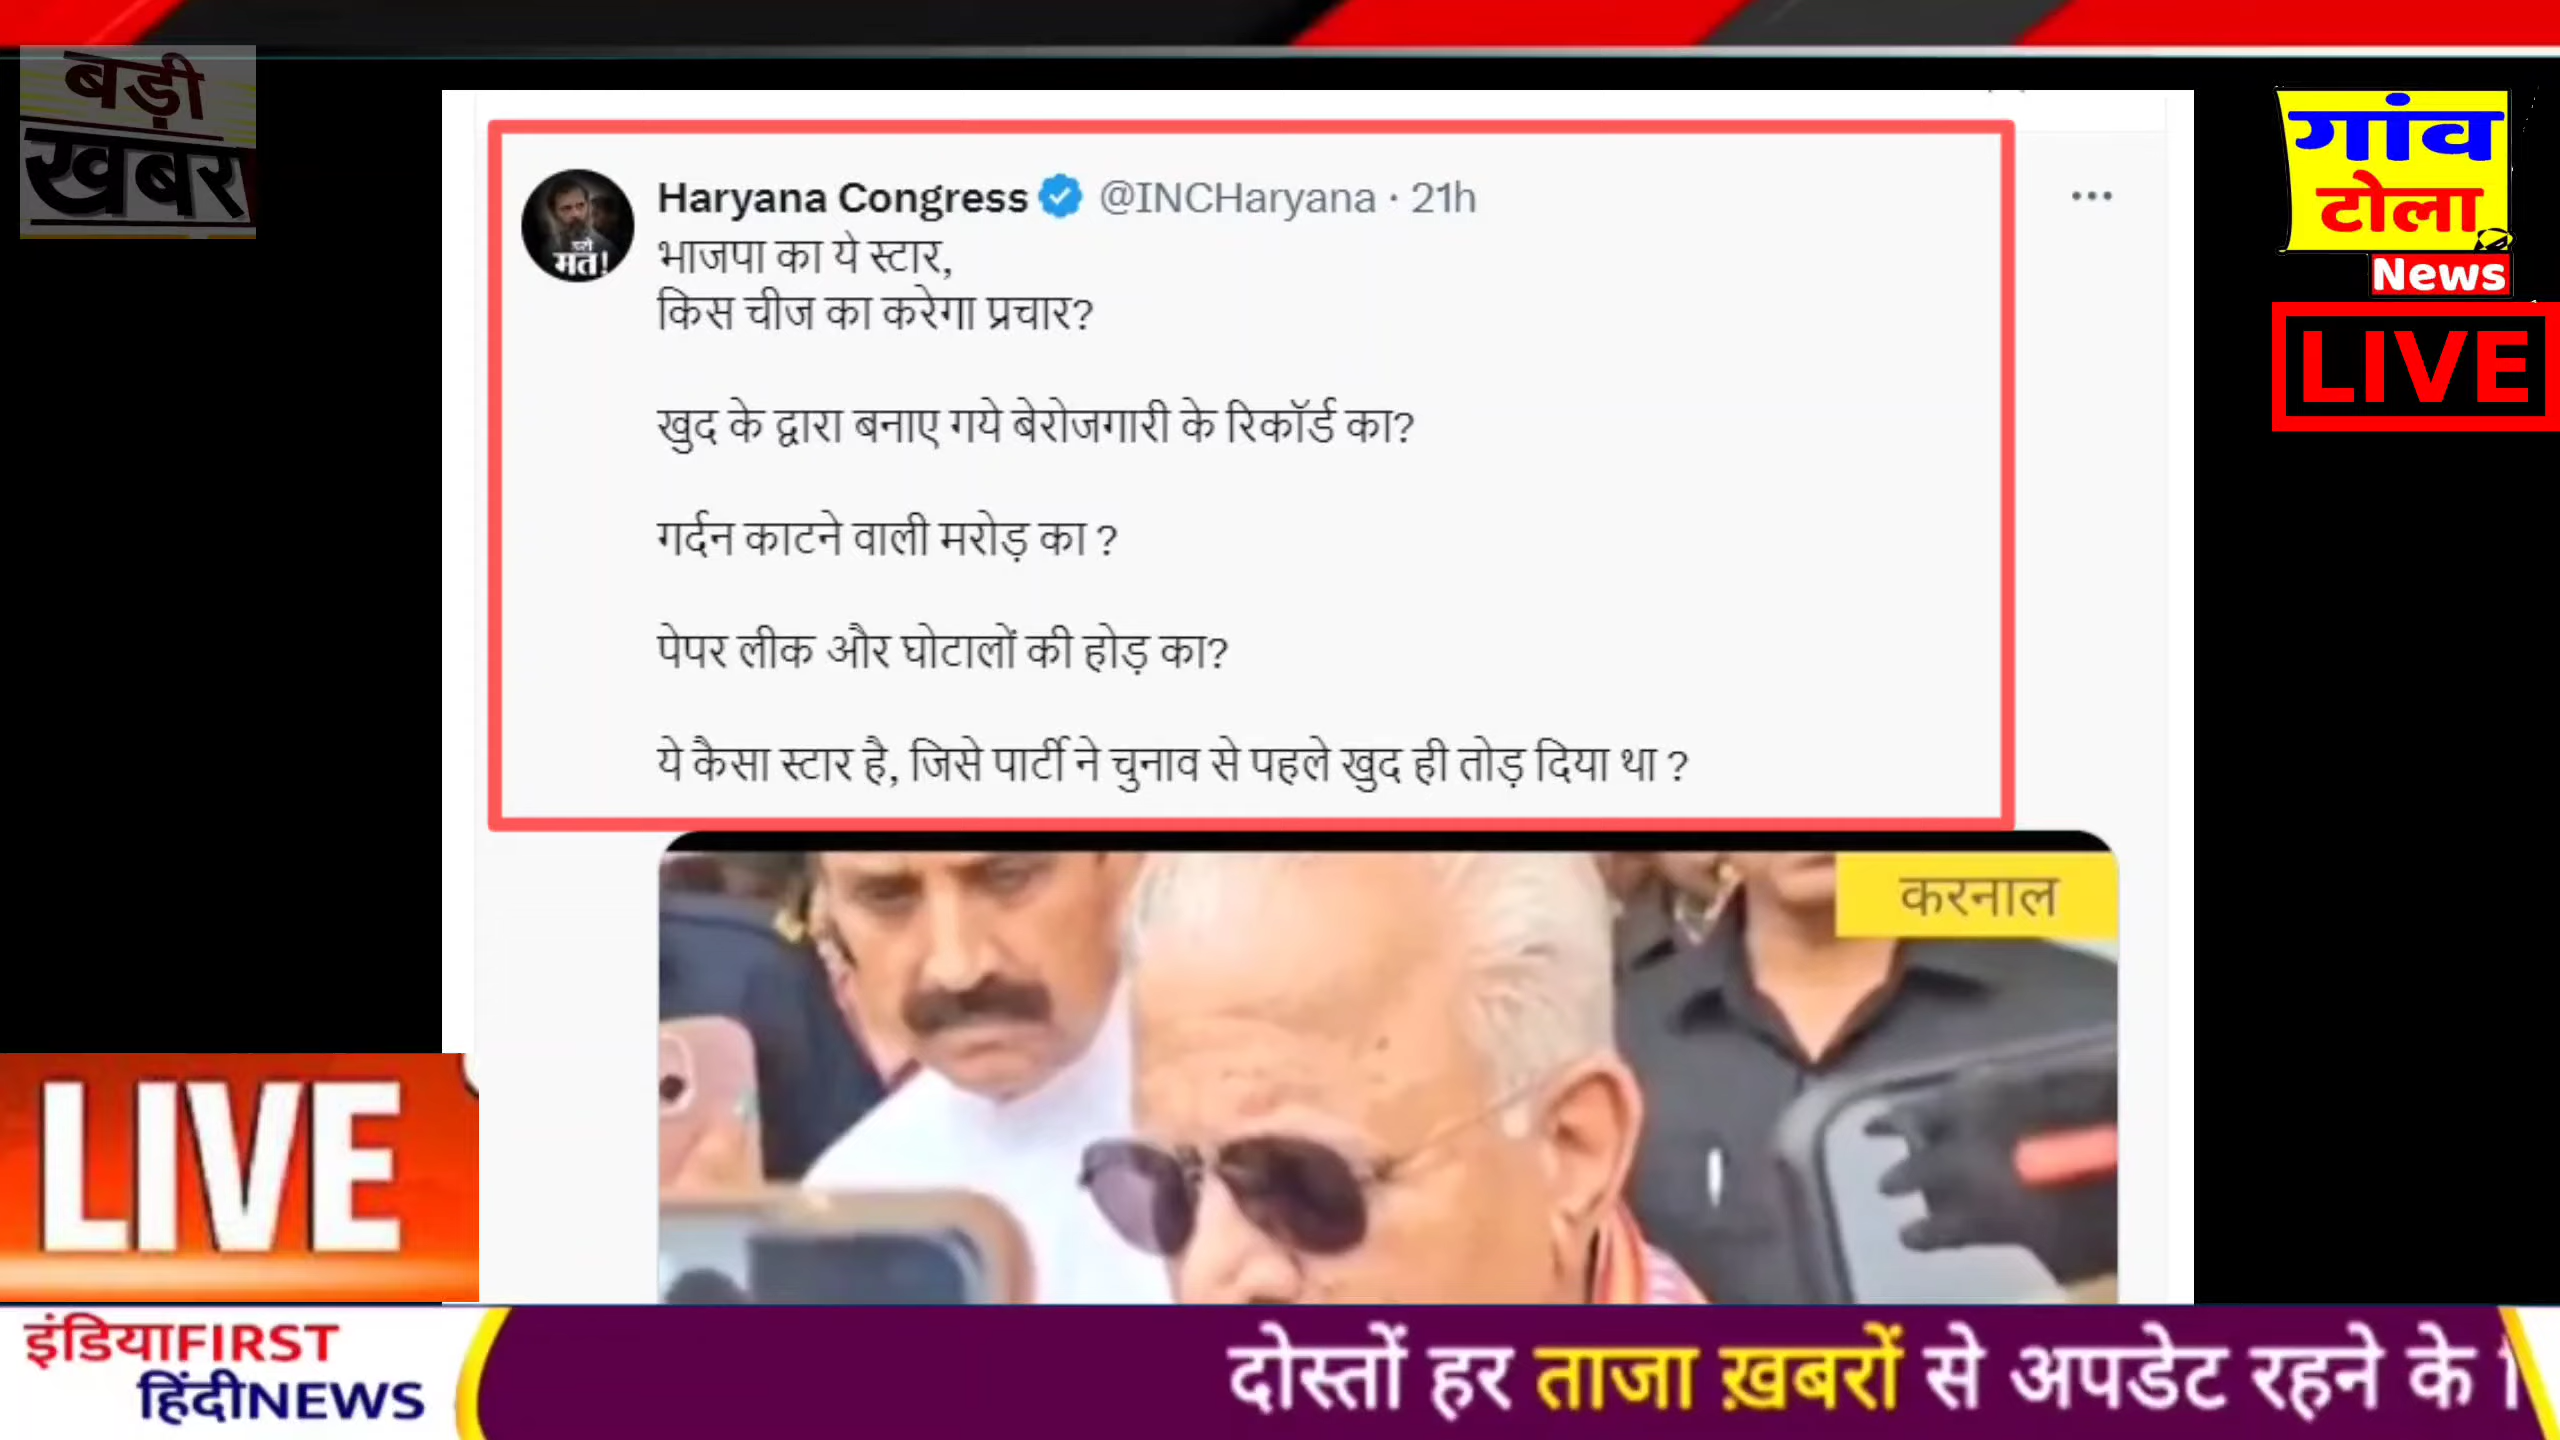 बड़ी
खबर
गांव
टोला
News
LIVE
Haryana Congress @INCHaryana · 21h
भाजपा का ये स्टार,
किस चीज का करेगा प्रचार?
खुद के द्वारा बनाए गये बेरोजगारी के रिकॉर्ड का?
गर्दन काटने वाली मरोड़ का ?
पेपर लीक और घोटालों की होड़ का?
ये कैसा स्टार है, जिसे पार्टी ने चुनाव से पहले खुद ही तोड़ दिया था ?
मत!
करनाल
LIVE
इंडियाFIRST
हिंदीNEWS
दोस्तों हर ताजा ख़बरों से अपडेट रहने के